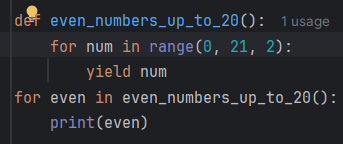 def even_numbers_up_to_20():  1 usage
    for num in range(0, 21, 2):
        yield num
for even in even_numbers_up_to_20():
    print(even)